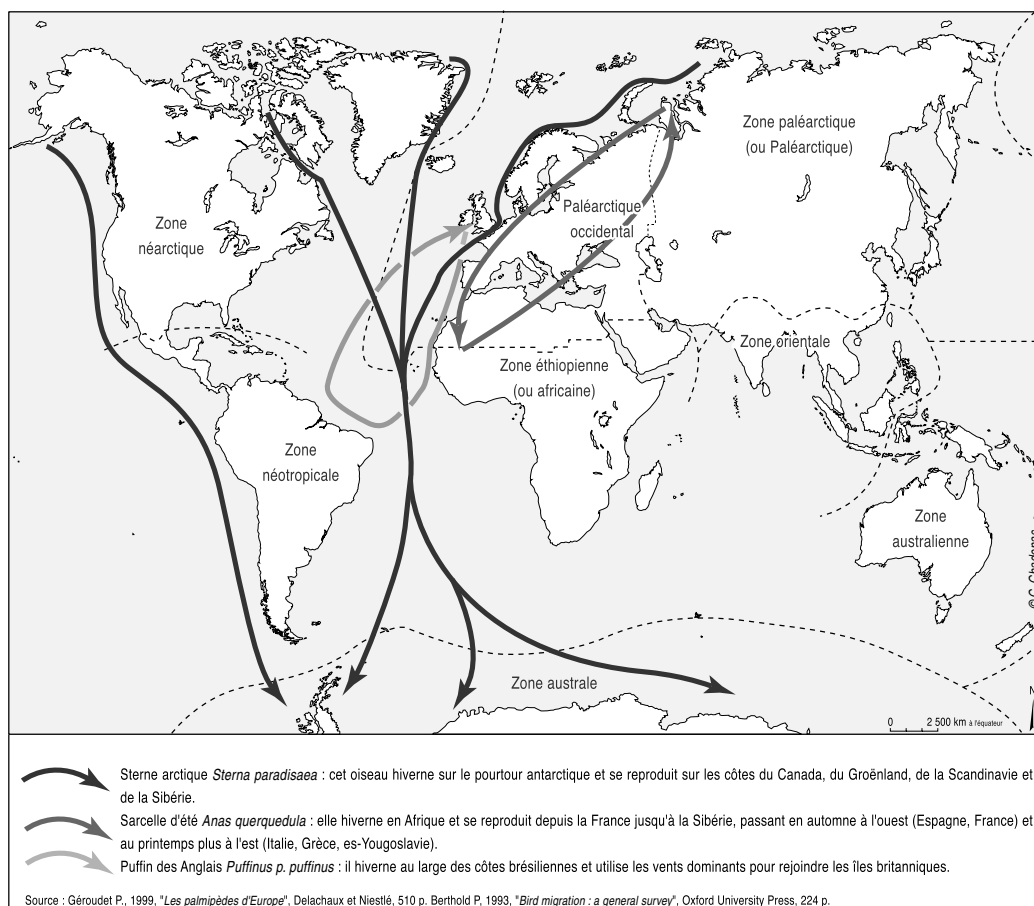 Zone paléarctique
(ou Paléarctique)
Paléarctique
occidental
Zone
néarctique
Zone orientale
Zone éthiopienne
(ou africaine)
Zone
néotropicale
Zone
australienne
Zone australe
N
0 2 500 km à l'équateur
Sterne arctique Sterna paradisaea : cet oiseau hiverne sur le pourtour antarctique et se reproduit sur les côtes du Canada, du Groënland, de la Scandinavie et
de la Sibérie.
Sarcelle d'été Anas querquedula : elle hiverne en Afrique et se reproduit depuis la France jusqu'à la Sibérie, passant en automne à l'ouest (Espagne, France) et
au printemps plus à l'est (Italie, Grèce, es-Yougoslavie).
Puffin des Anglais Puffinus p. puffinus : il hiverne au large des côtes brésiliennes et utilise les vents dominants pour rejoindre les îles britanniques.
Source : Géroudet P., 1999, "Les palmipèdes d'Europe", Delachaux et Niestlé, 510 p. Berthold P, 1993, "Bird migration : a general survey", Oxford University Press, 224 p.